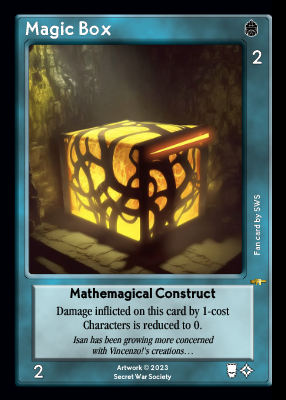 Magic Box
2
Fan card by SWS
Mathemagical Construct
Damage inflicted on this card by 1-cost
Characters is reduced to 0.
Isan has been growing more concerned
with Vincenzo!'s creations...
2
Artwork © 2023
Secret War Society